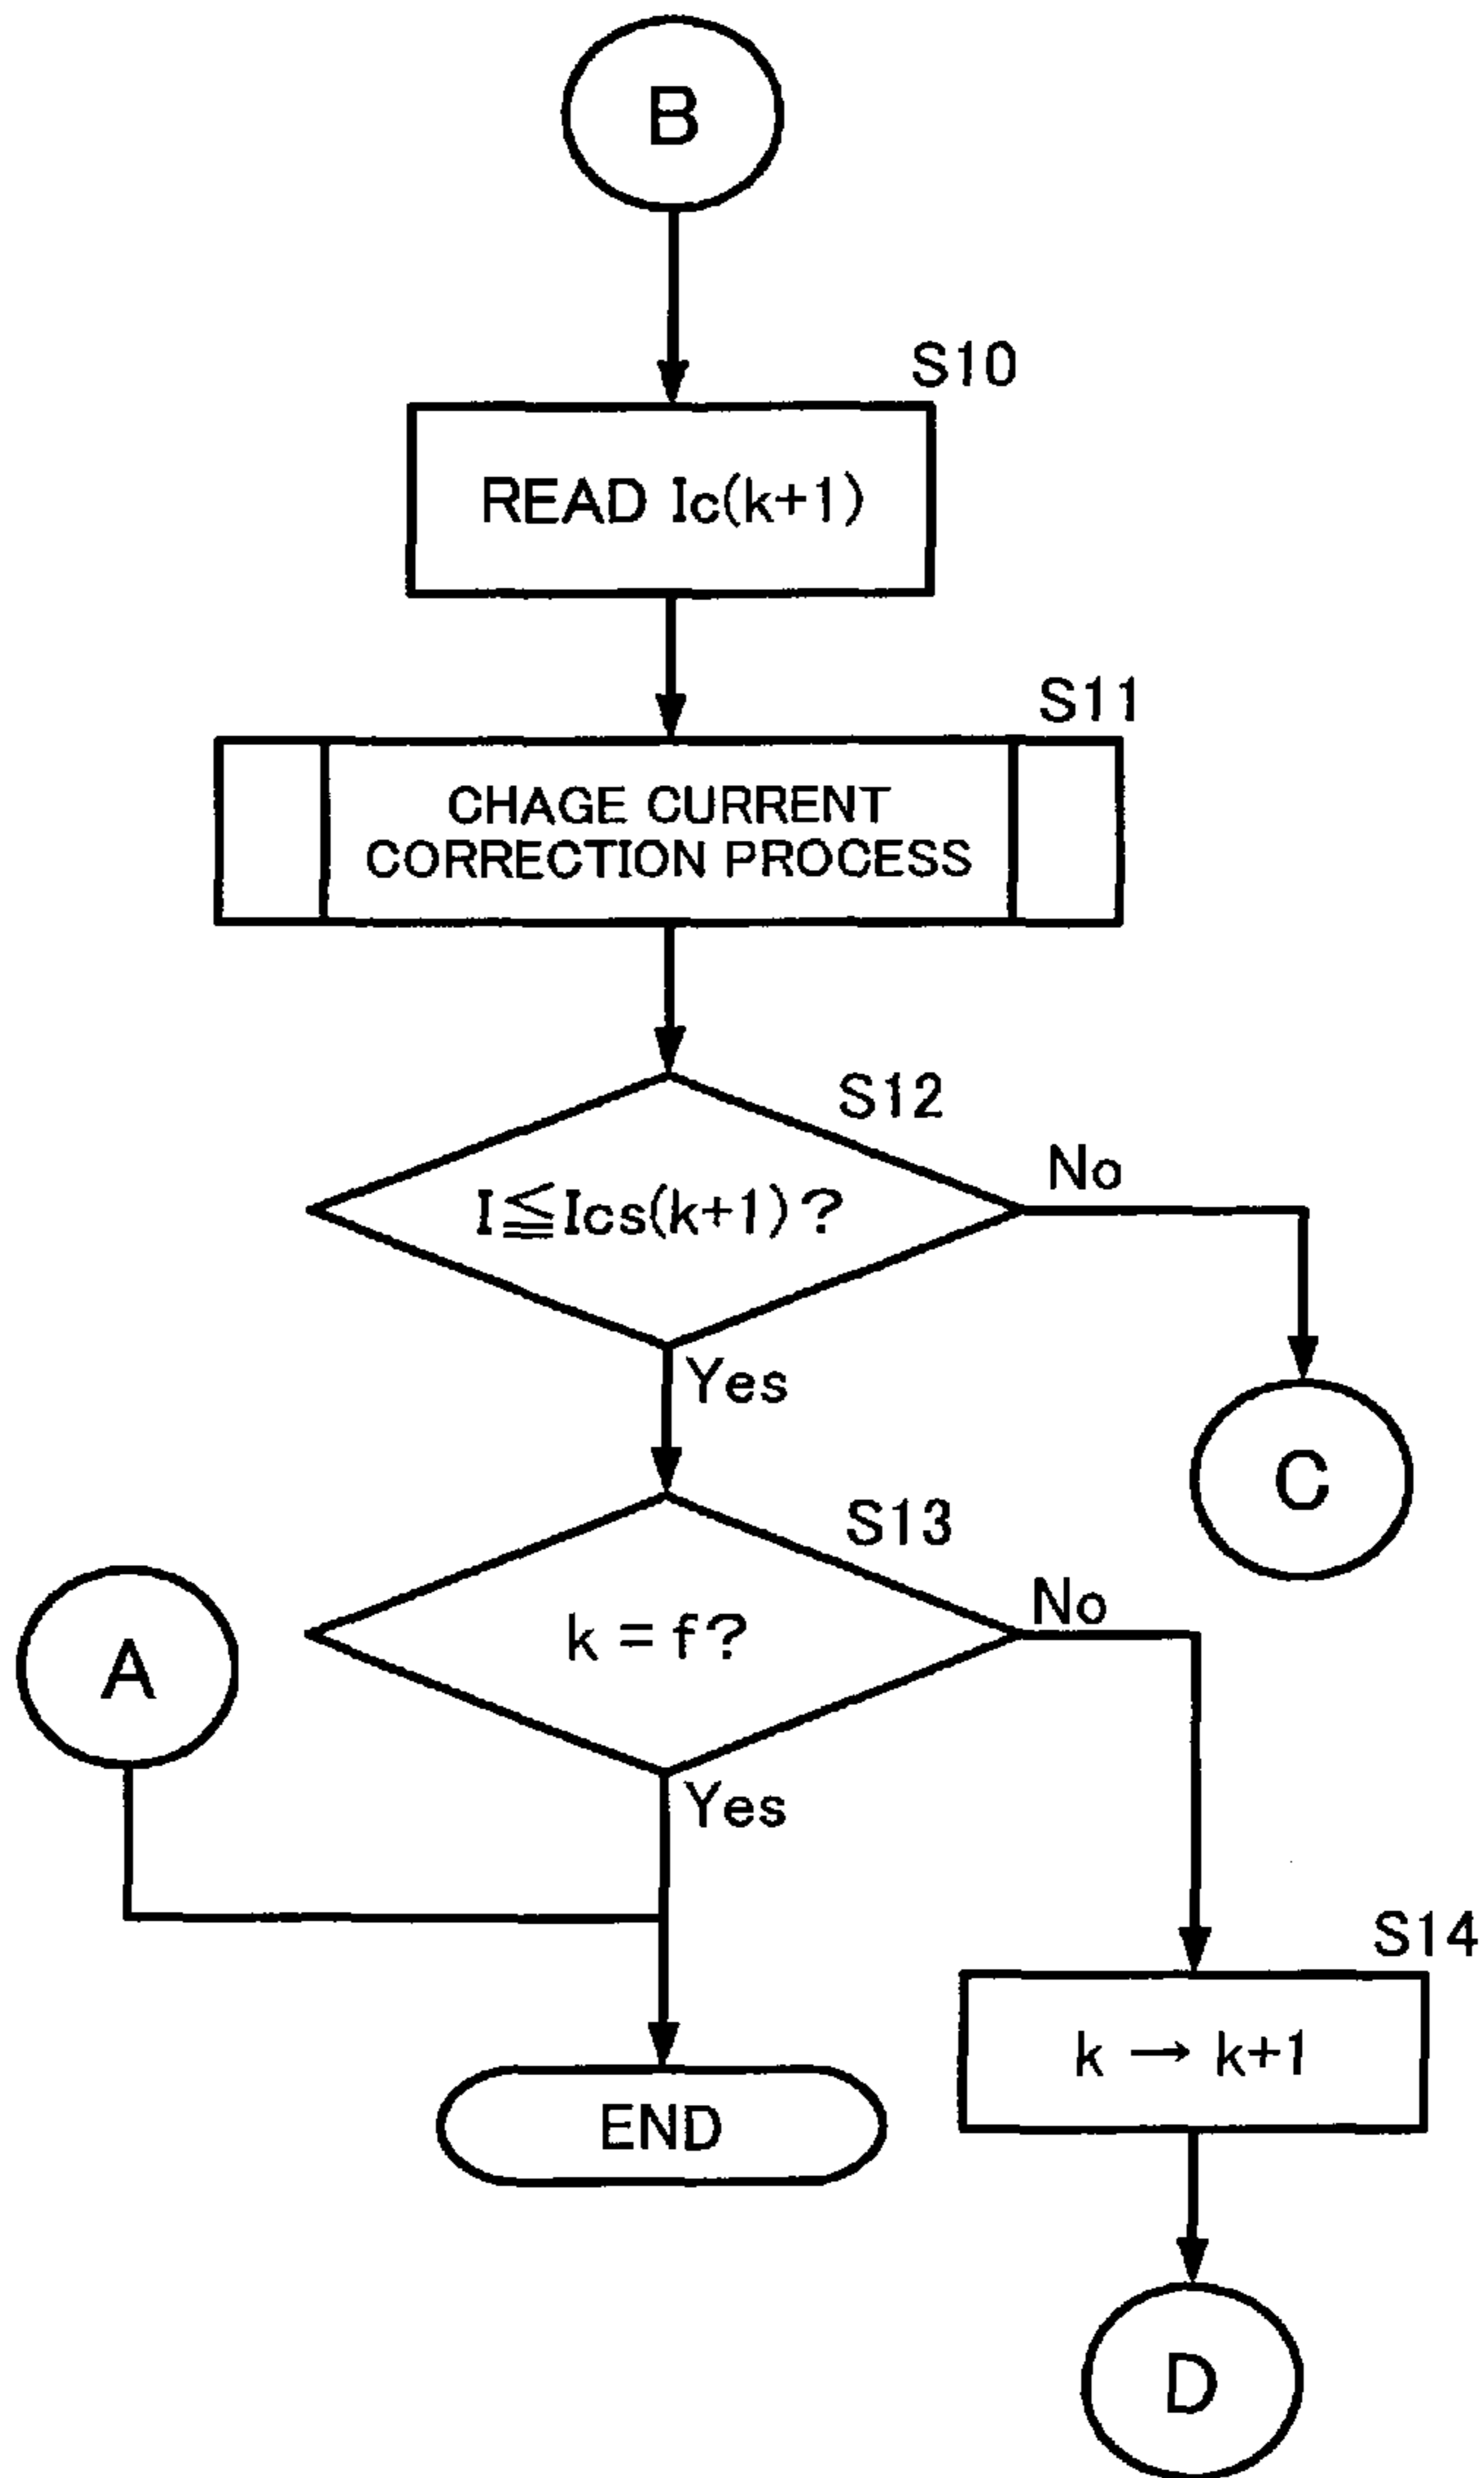 B
S10
READ Ic(k+1)
S11
CHAGE CURRENT
CORRECTION PROCESS
S12
I≦Ics(k+1)?
No
Yes
C
S13
k=f?
No
A
Yes
S14
k→k+1
END
D